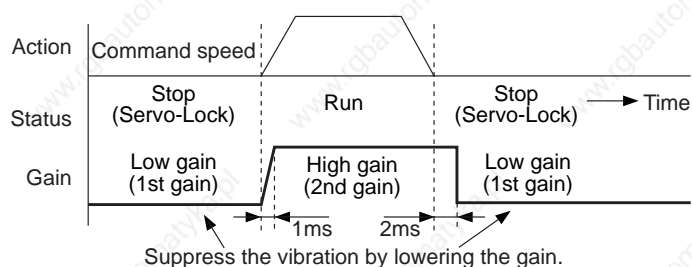 Action
Command speed
Status
Stop
(Servo-Lock)
Run
Stop
(Servo-Lock)
Time
Gain
Low gain
(1st gain)
High gain
(2nd gain)
Low gain
(1st gain)
1ms
2ms
Suppress the vibration by lowering the gain.